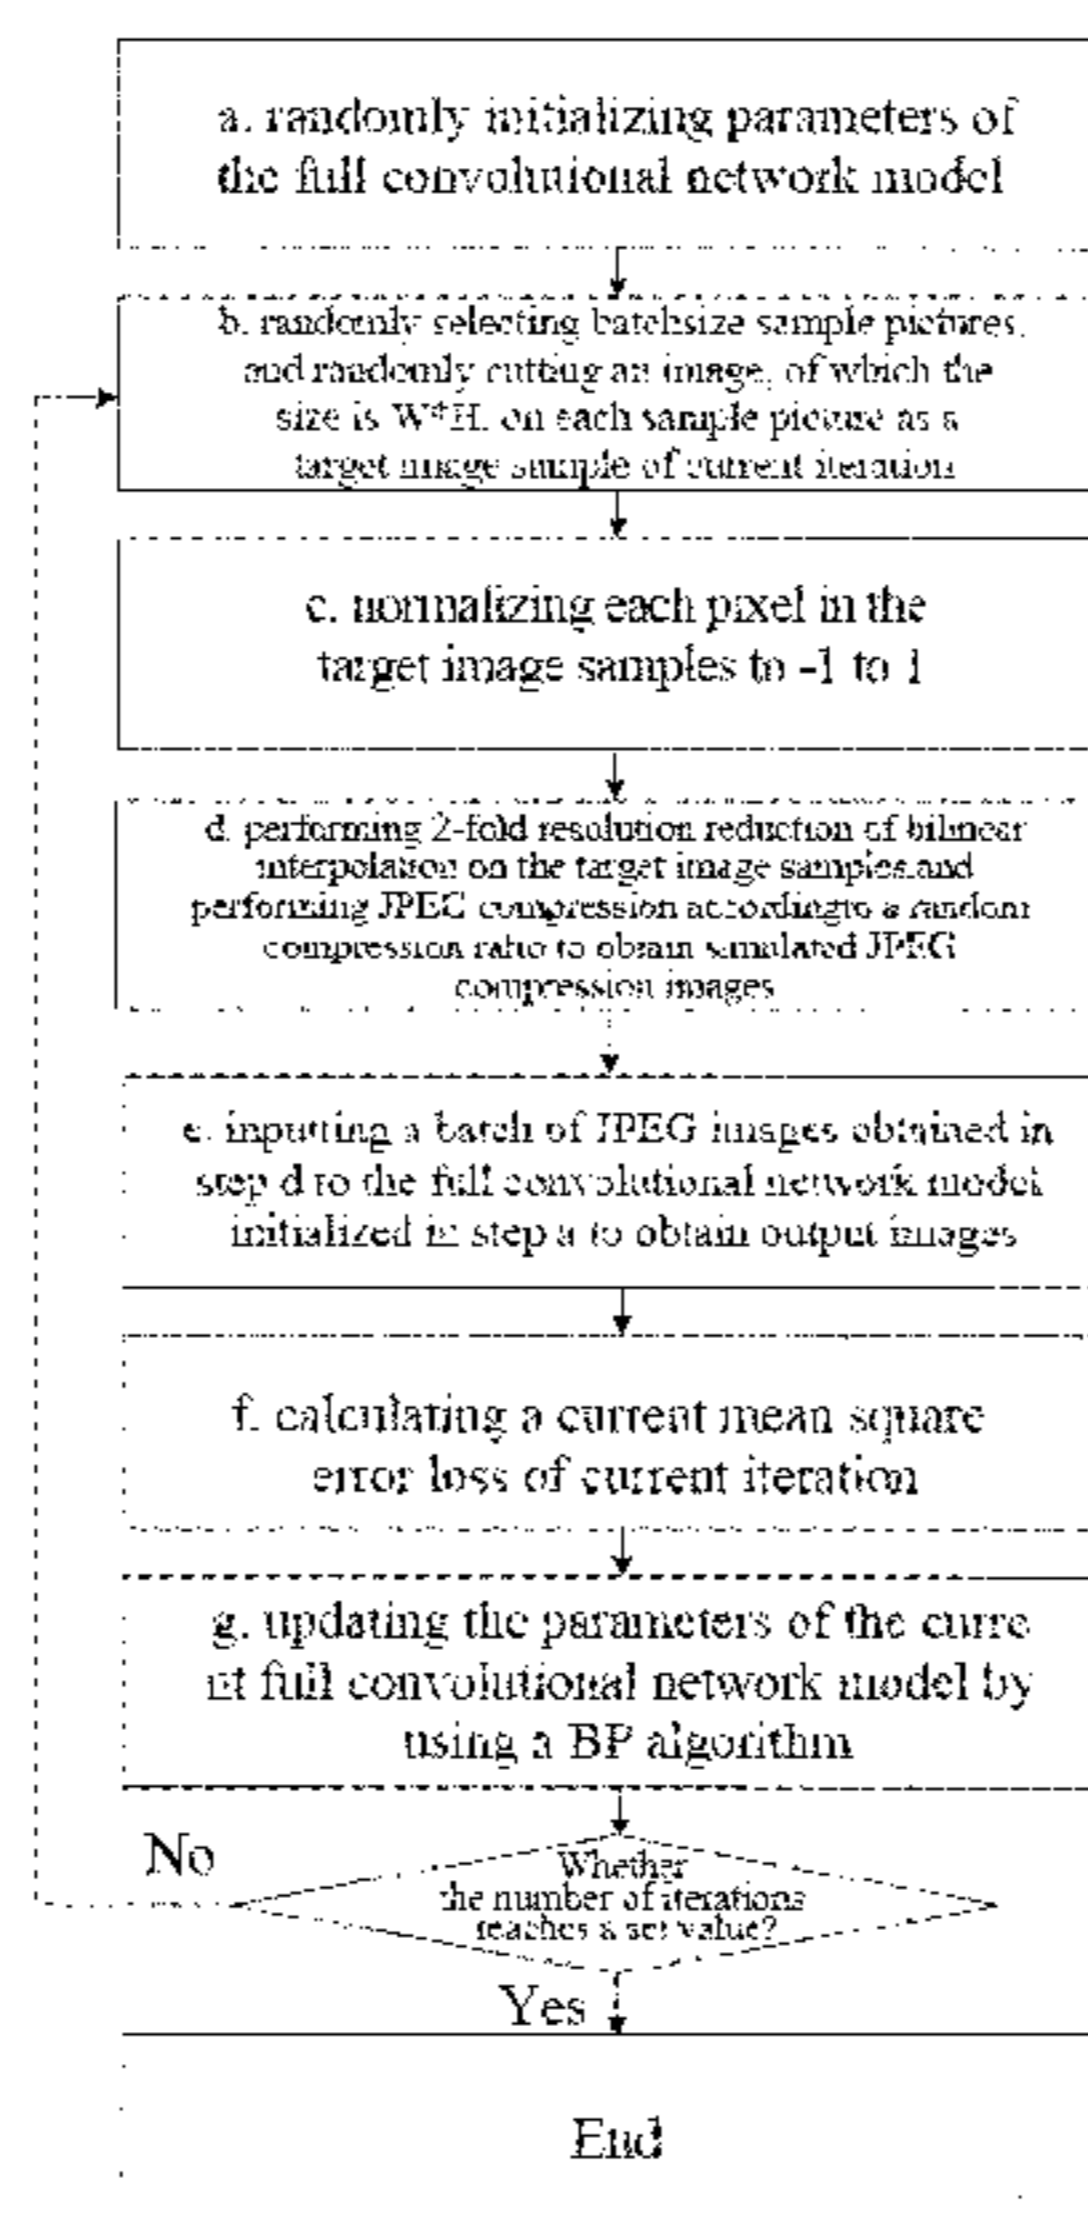 a. randomly initializing parameters of
the full convolutional network model
b. randomly selecting batchsize sample pictures,
and randomly cutting an image, of which the
size is W*H, on each sample picture as a
target image sample of current iteration
c. normalizing each pixel in the
target image samples to -1 to 1
d. performing 2-fold resolution reduction of bilinear
interpolation on the target image samples,and
performing JPEG compression accordingto a random
compression ratio to obtain simulated JPEG
compression images
e. inputting a batch of JPEG images obtained in
step d to the full convolutional network model
initialized in step a to obtain output images
f. calculating a current mean square
error loss of current iteration
g. updating the parameters of the curre
nt full convolutional network model by
using a BP algorithm
No
Whether
the number of iterations
reaches a set value?
Yes
End